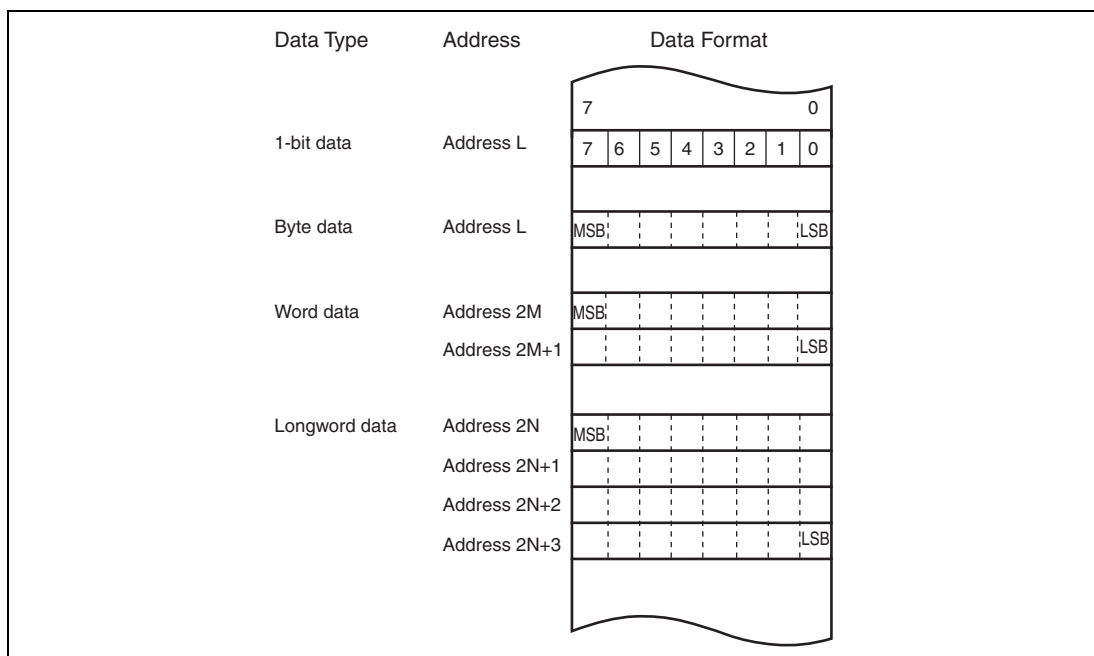 Data Type Address Data Format
7 0
1-bit data Address L 7 6 5 4 3 2 1 0
Byte data Address L MSB LSB
Word data Address 2M MSB
Address 2M+1 LSB
Longword data Address 2N MSB
Address 2N+1
Address 2N+2
Address 2N+3 LSB